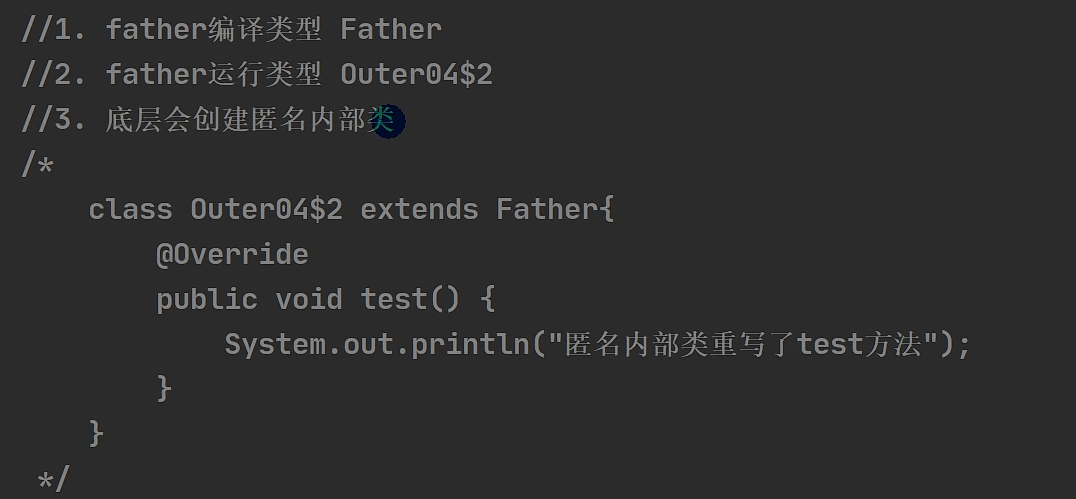 //1. father编译类型 Father
//2. father运行类型 Outer04$2
//3. 底层会创建匿名内部类
/*
    class Outer04$2 extends Father{
        @Override
        public void test() {
            System.out.println("匿名内部类重写了test方法");
        }
    }
 */